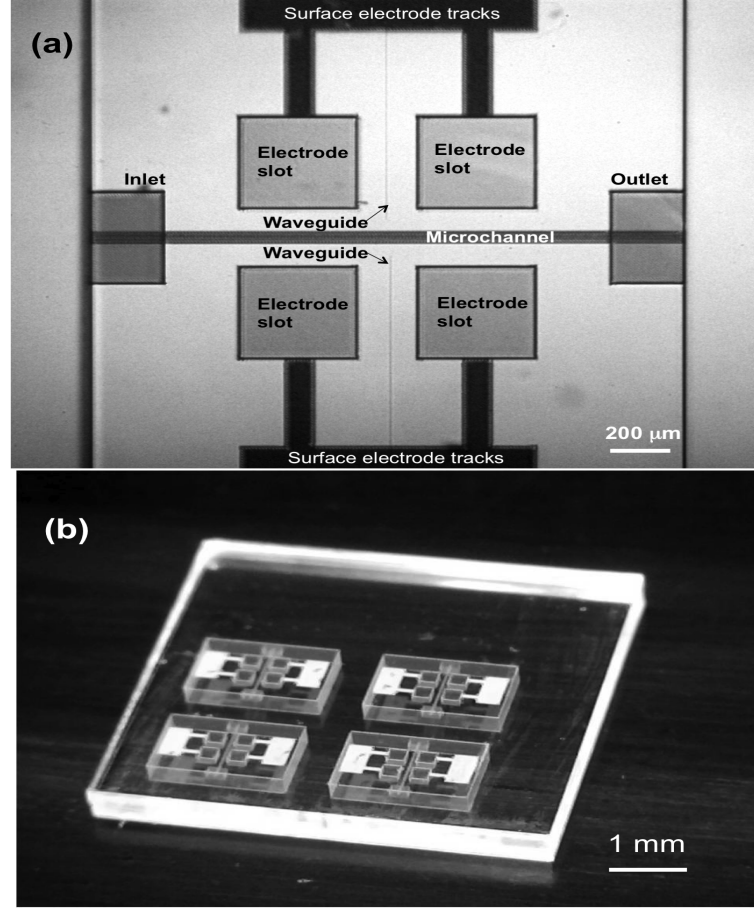 Surface electrode tracks
(a)
Electrode
slot
Electrode
slot
Inlet
Outlet
Waveguide
Microchannel
Waveguide
Electrode
slot
Electrode
slot
200 μm
Surface electrode tracks
(b)
1 mm